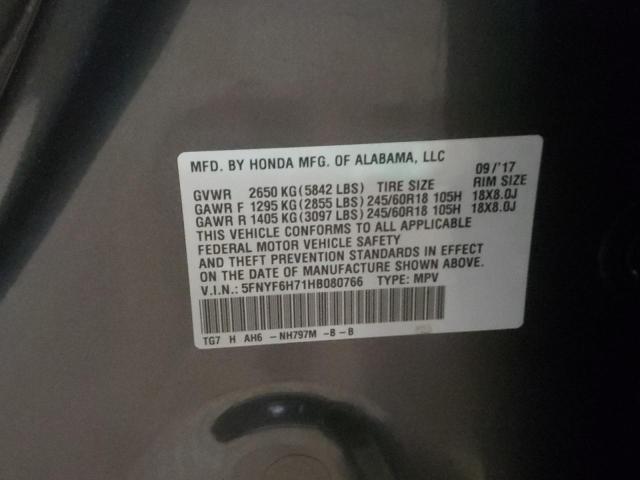 MFD. BY HONDA MFG. OF ALABAMA, LLC 09/'17
GVWR 2650 KG (5842 LBS) TIRE SIZE RIM SIZE
GAWR F 1295 KG (2855 LBS) 245/60R18 105H 18X8.0J
GAWR R 1405 KG (3097 LBS) 245/60R18 105H 18X8.0J
THIS VEHICLE CONFORMS TO ALL APPLICABLE
FEDERAL MOTOR VEHICLE SAFETY
AND THEFT PREVENTION STANDARDS IN EFFECT
ON THE DATE OF MANUFACTURE SHOWN ABOVE.
V.I.N.: 5FNYF6H71HB080766 TYPE: MPV
TG7 H AH6 - NH797M -B - B